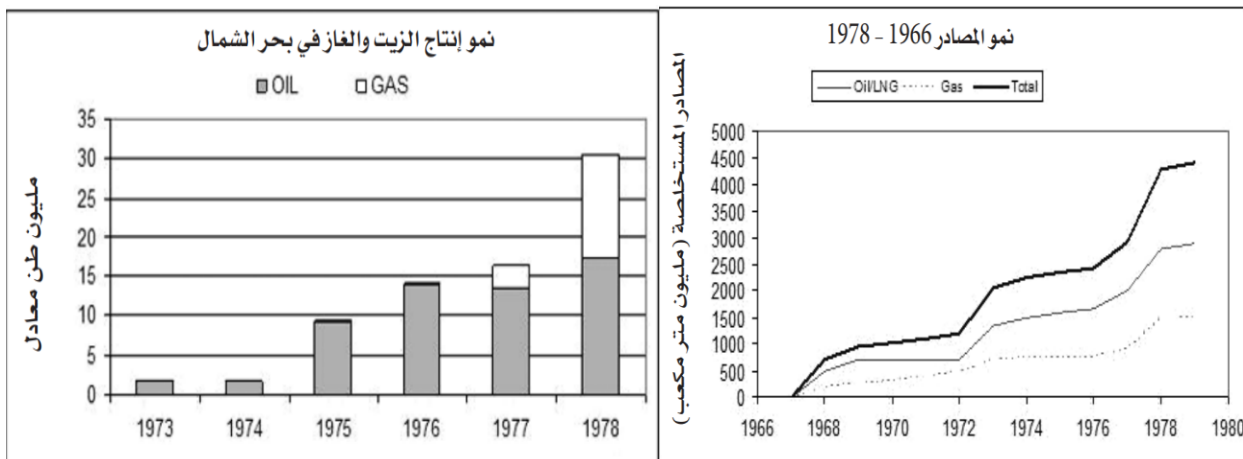 نمو إنتاج الزيت والغاز في بحر الشمال
OIL GAS
مليون طن معادل
35
30
25
20
15
10
5
0
1973 1974 1975 1976 1977 1978
نمو المصادر 1966 - 1978
Oil/LNG Gas Total
المصادر المستخلصة (مليون متر مكعب)
5000
4500
4000
3500
3000
2500
2000
1500
1000
500
0
1966 1968 1970 1972 1974 1976 1978 1980